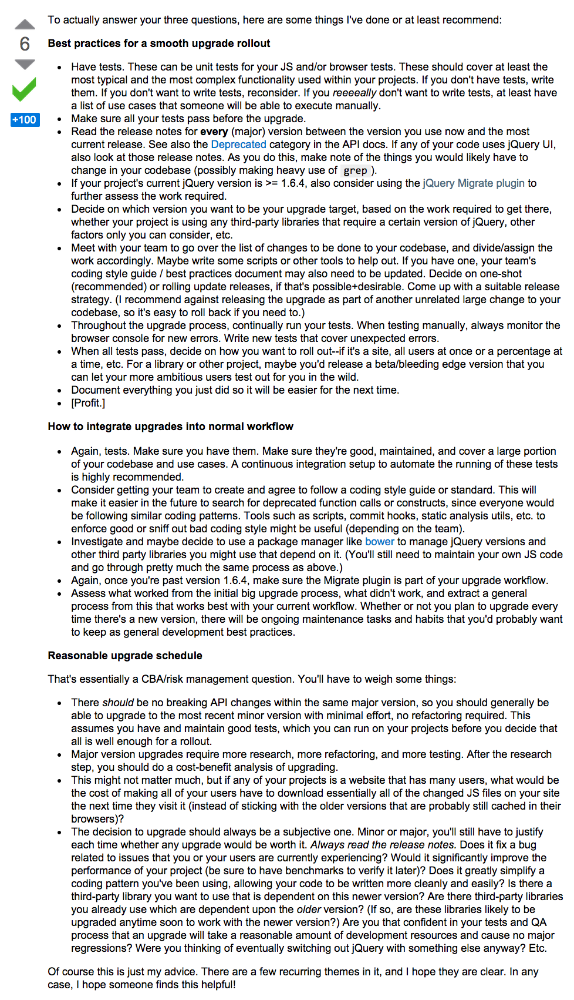 To actually answer your three questions, here are some things I've done or at least recommend:
6
Best practices for a smooth upgrade rollout
• Have tests. These can be unit tests for your JS and/or browser tests. These should cover at least the
most typical and the most complex functionality used within your projects. If you don't have tests, write
them. If you don't want to write tests, reconsider. If you reeeeally don't want to write tests, at least have
a list of use cases that someone will be able to execute manually.
+100
• Make sure all your tests pass before the upgrade.
• Read the release notes for every (major) version between the version you use now and the most
current release. See also the Deprecated category in the API docs. If any of your code uses jQuery UI,
also look at those release notes. As you do this, make note of the things you would likely have to
change in your codebase (possibly making heavy use of grep ).
• If your project's current jQuery version is >= 1.6.4, also consider using the jQuery Migrate plugin to
further assess the work required.
• Decide on which version you want to be your upgrade target, based on the work required to get there,
whether your project is using any third-party libraries that require a certain version of jQuery, other
factors only you can consider, etc.
• Meet with your team to go over the list of changes to be done to your codebase, and divide/assign the
work accordingly. Maybe write some scripts or other tools to help out. If you have one, your team's
coding style guide / best practices document may also need to be updated. Decide on one-shot
(recommended) or rolling update releases, if that's possible+desirable. Come up with a suitable release
strategy. (I recommend against releasing the upgrade as part of another unrelated large change to your
codebase, so it's easy to roll back if you need to.)
• Throughout the upgrade process, continually run your tests. When testing manually, always monitor the
browser console for new errors. Write new tests that cover unexpected errors.
• When all tests pass, decide on how you want to roll out--if it's a site, all users at once or a percentage at
a time, etc. For a library or other project, maybe you'd release a beta/bleeding edge version that you
can let your more ambitious users test out for you in the wild.
• Document everything you just did so it will be easier for the next time.
• [Profit.]
How to integrate upgrades into normal workflow
• Again, tests. Make sure you have them. Make sure they're good, maintained, and cover a large portion
of your codebase and use cases. A continuous integration setup to automate the running of these tests
is highly recommended.
• Consider getting your team to create and agree to follow a coding style guide or standard. This will
make it easier in the future to search for deprecated function calls or constructs, since everyone would
be following similar coding patterns. Tools such as scripts, commit hooks, static analysis utils, etc. to
enforce good or sniff out bad coding style might be useful (depending on the team).
• Investigate and maybe decide to use a package manager like bower to manage jQuery versions and
other third party libraries you might use that depend on it. (You'll still need to maintain your own JS code
and go through pretty much the same process as above.)
• Again, once you're past version 1.6.4, make sure the Migrate plugin is part of your upgrade workflow.
• Assess what worked from the initial big upgrade process, what didn't work, and extract a general
process from this that works best with your current workflow. Whether or not you plan to upgrade every
time there's a new version, there will be ongoing maintenance tasks and habits that you'd probably want
to keep as general development best practices.
Reasonable upgrade schedule
That's essentially a CBA/risk management question. You'll have to weigh some things:
• There should be no breaking API changes within the same major version, so you should generally be
able to upgrade to the most recent minor version with minimal effort, no refactoring required. This
assumes you have and maintain good tests, which you can run on your projects before you decide that
all is well enough for a rollout.
• Major version upgrades require more research, more refactoring, and more testing. After the research
step, you should do a cost-benefit analysis of upgrading.
• This might not matter much, but if any of your projects is a website that has many users, what would be
the cost of making all of your users have to download essentially all of the changed JS files on your site
the next time they visit it (instead of sticking with the older versions that are probably still cached in their
browsers)?
• The decision to upgrade should always be a subjective one. Minor or major, you'll still have to justify
each time whether any upgrade would be worth it. Always read the release notes. Does it fix a bug
related to issues that you or your users are currently experiencing? Would it significantly improve the
performance of your project (be sure to have benchmarks to verify it later)? Does it greatly simplify a
coding pattern you've been using, allowing your code to be written more cleanly and easily? Is there a
third-party library you want to use that is dependent on this newer version? Are there third-party libraries
you already use which are dependent upon the older version? (If so, are these libraries likely to be
upgraded anytime soon to work with the newer version?) Are you that confident in your tests and QA
process that an upgrade will take a reasonable amount of development resources and cause no major
regressions? Were you thinking of eventually switching out jQuery with something else anyway? Etc.
Of course this is just my advice. There are a few recurring themes in it, and I hope they are clear. In any
case, I hope someone finds this helpful!